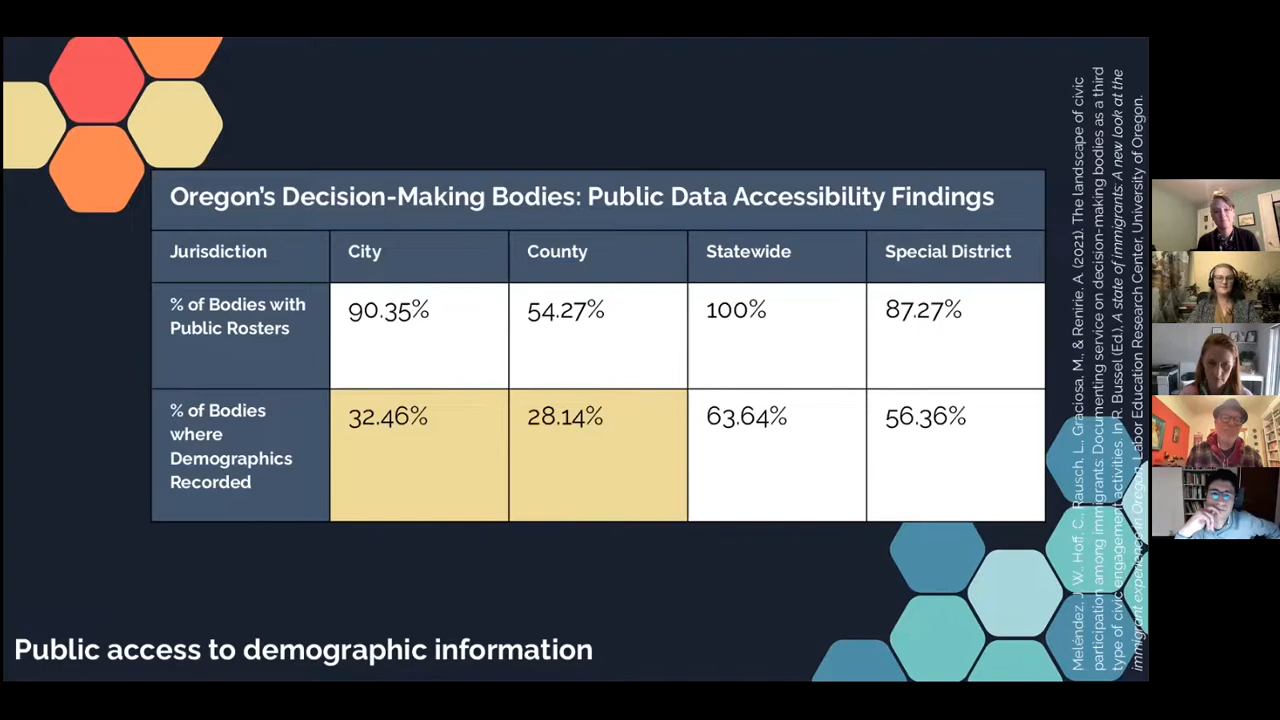 Oregon's Decision-Making Bodies: Public Data Accessibility Findings
Jurisdiction
City
County
Statewide
Special District
% of Bodies with
Public Rosters
90.35%
54.27%
100%
87.27%
% of Bodies
where
Demographics
Recorded
32.46%
28.14%
63.64%
56.36%
Public access to demographic information
Meléndez, J. W., Hoff, C., Rausch, L., Graciosa, M., & Renirie, A. (2021). The landscape of civic
participation among immigrants: Documenting service on decision-making bodies as a third
type of civic engagement activities. In R. Bussel (Ed.), A state of immigrants: A new look at the
immigrant experience in Oregon. Labor Education Research Center, University of Oregon.